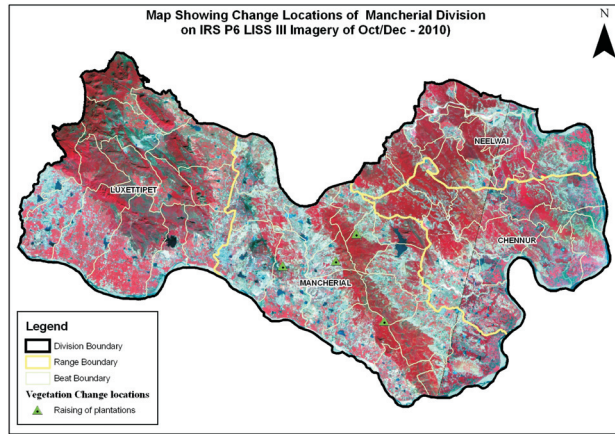 Map Showing Change Locations of Mancherial Division
on IRS P6 LISS III Imagery of Oct/Dec - 2010)
N
NEELWAI
LUXETTIPET
CHENNUR
MANCHERIAL
Legend
Division Boundary
Range Boundary
Beat Boundary
Vegetation Change locations
Raising of plantations